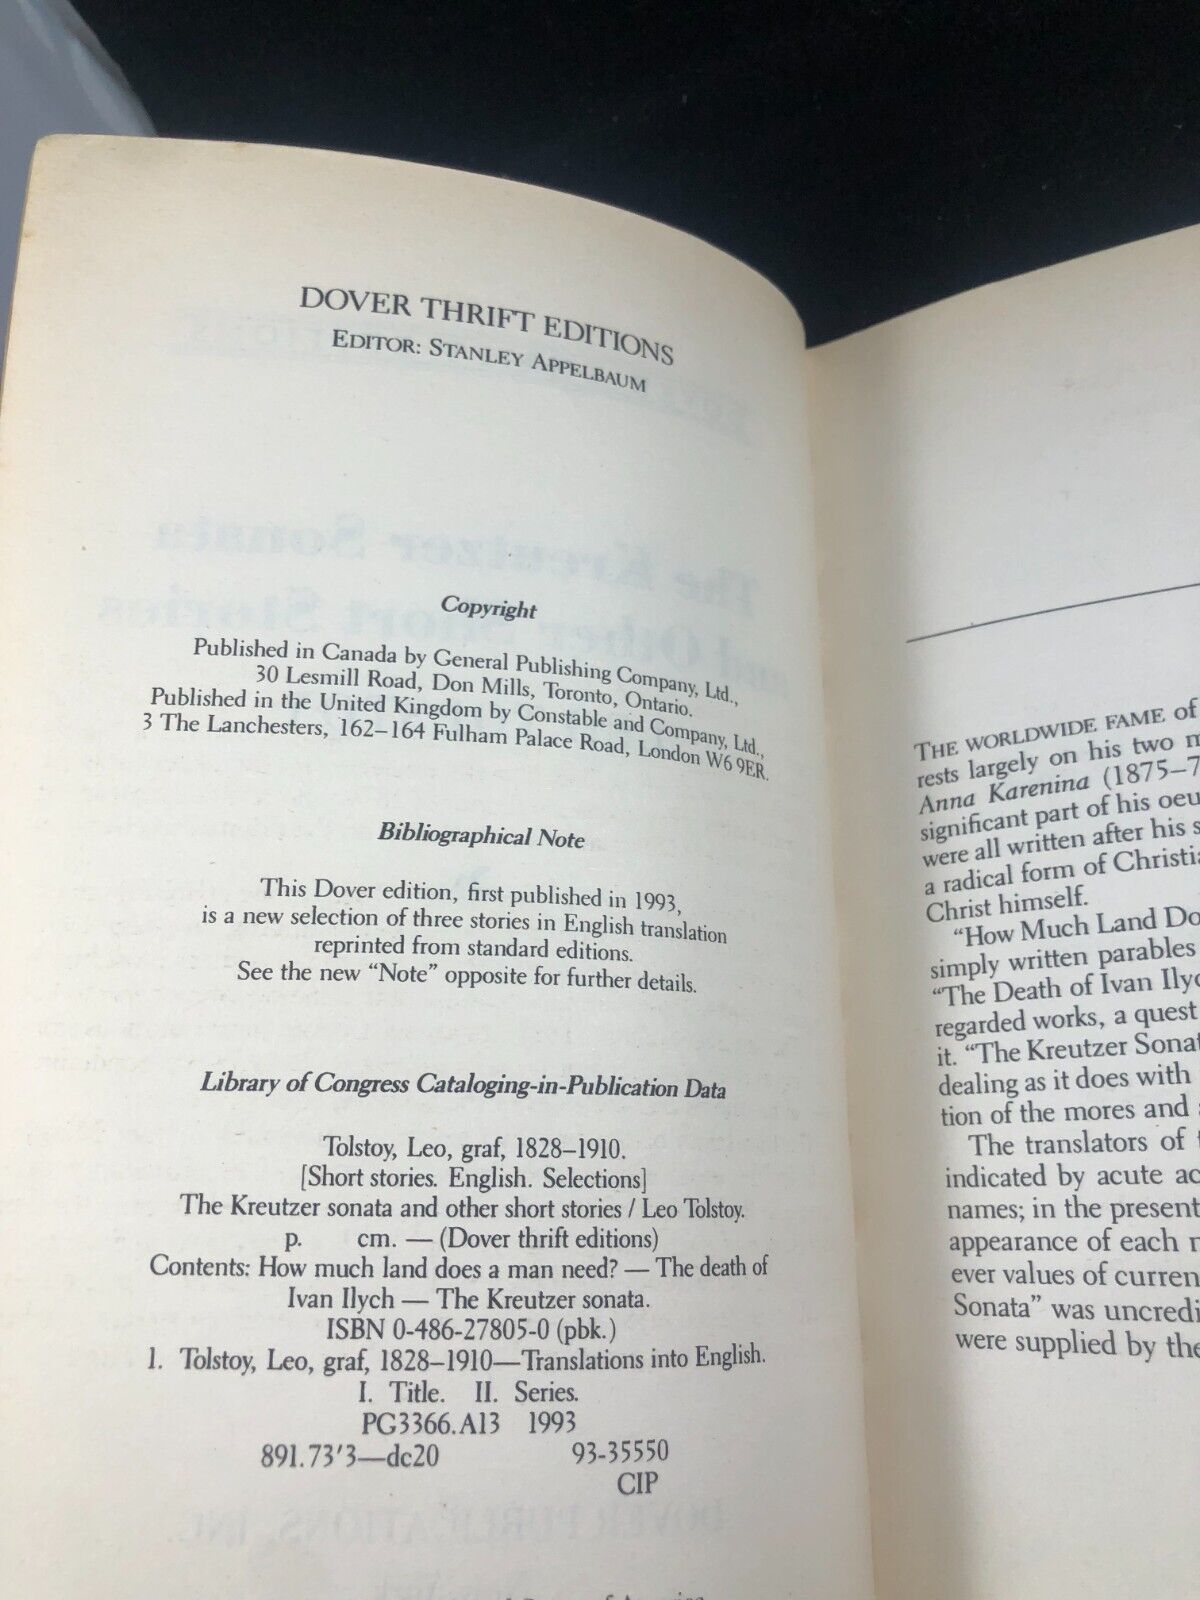 DOVER THRIFT EDITIONS
EDITOR: STANLEY APPELBAUM
Copyright
Published in Canada by General Publishing Company, Ltd.,
30 Lesmill Road, Don Mills, Toronto, Ontario.
Published in the United Kingdom by Constable and Company, Ltd.,
3 The Lanchesters, 162–164 Fulham Palace Road, London W6 9ER.
Bibliographical Note
This Dover edition, first published in 1993,
is a new selection of three stories in English translation
reprinted from standard editions.
See the new "Note" opposite for further details.
Library of Congress Cataloging-in-Publication Data
Tolstoy, Leo, graf, 1828–1910.
[Short stories. English. Selections]
The Kreutzer sonata and other short stories / Leo Tolstoy.
p. cm. — (Dover thrift editions)
Contents: How much land does a man need? — The death of
Ivan Ilych — The Kreutzer sonata.
ISBN 0-486-27805-0 (pbk.)
1. Tolstoy, Leo, graf, 1828–1910—Translations into English.
I. Title. II. Series.
PG3366.A13 1993
891.73'3—dc20 93-35550
CIP
of America
THE WORLDWIDE FAME of
rests largely on his two
Anna Karenina (1875–7
significant part of his
were all written after his
a radical form of
Christ himself.
"How Much Land Do
simply written parables
"The Death of Ivan
regarded works, a quest
it. "The Kreutzer
dealing as it does with
tion of the mores and
The translators of
indicated by acute
names; in the present
appearance of each
ever values of
Sonata" was
were supplied by the